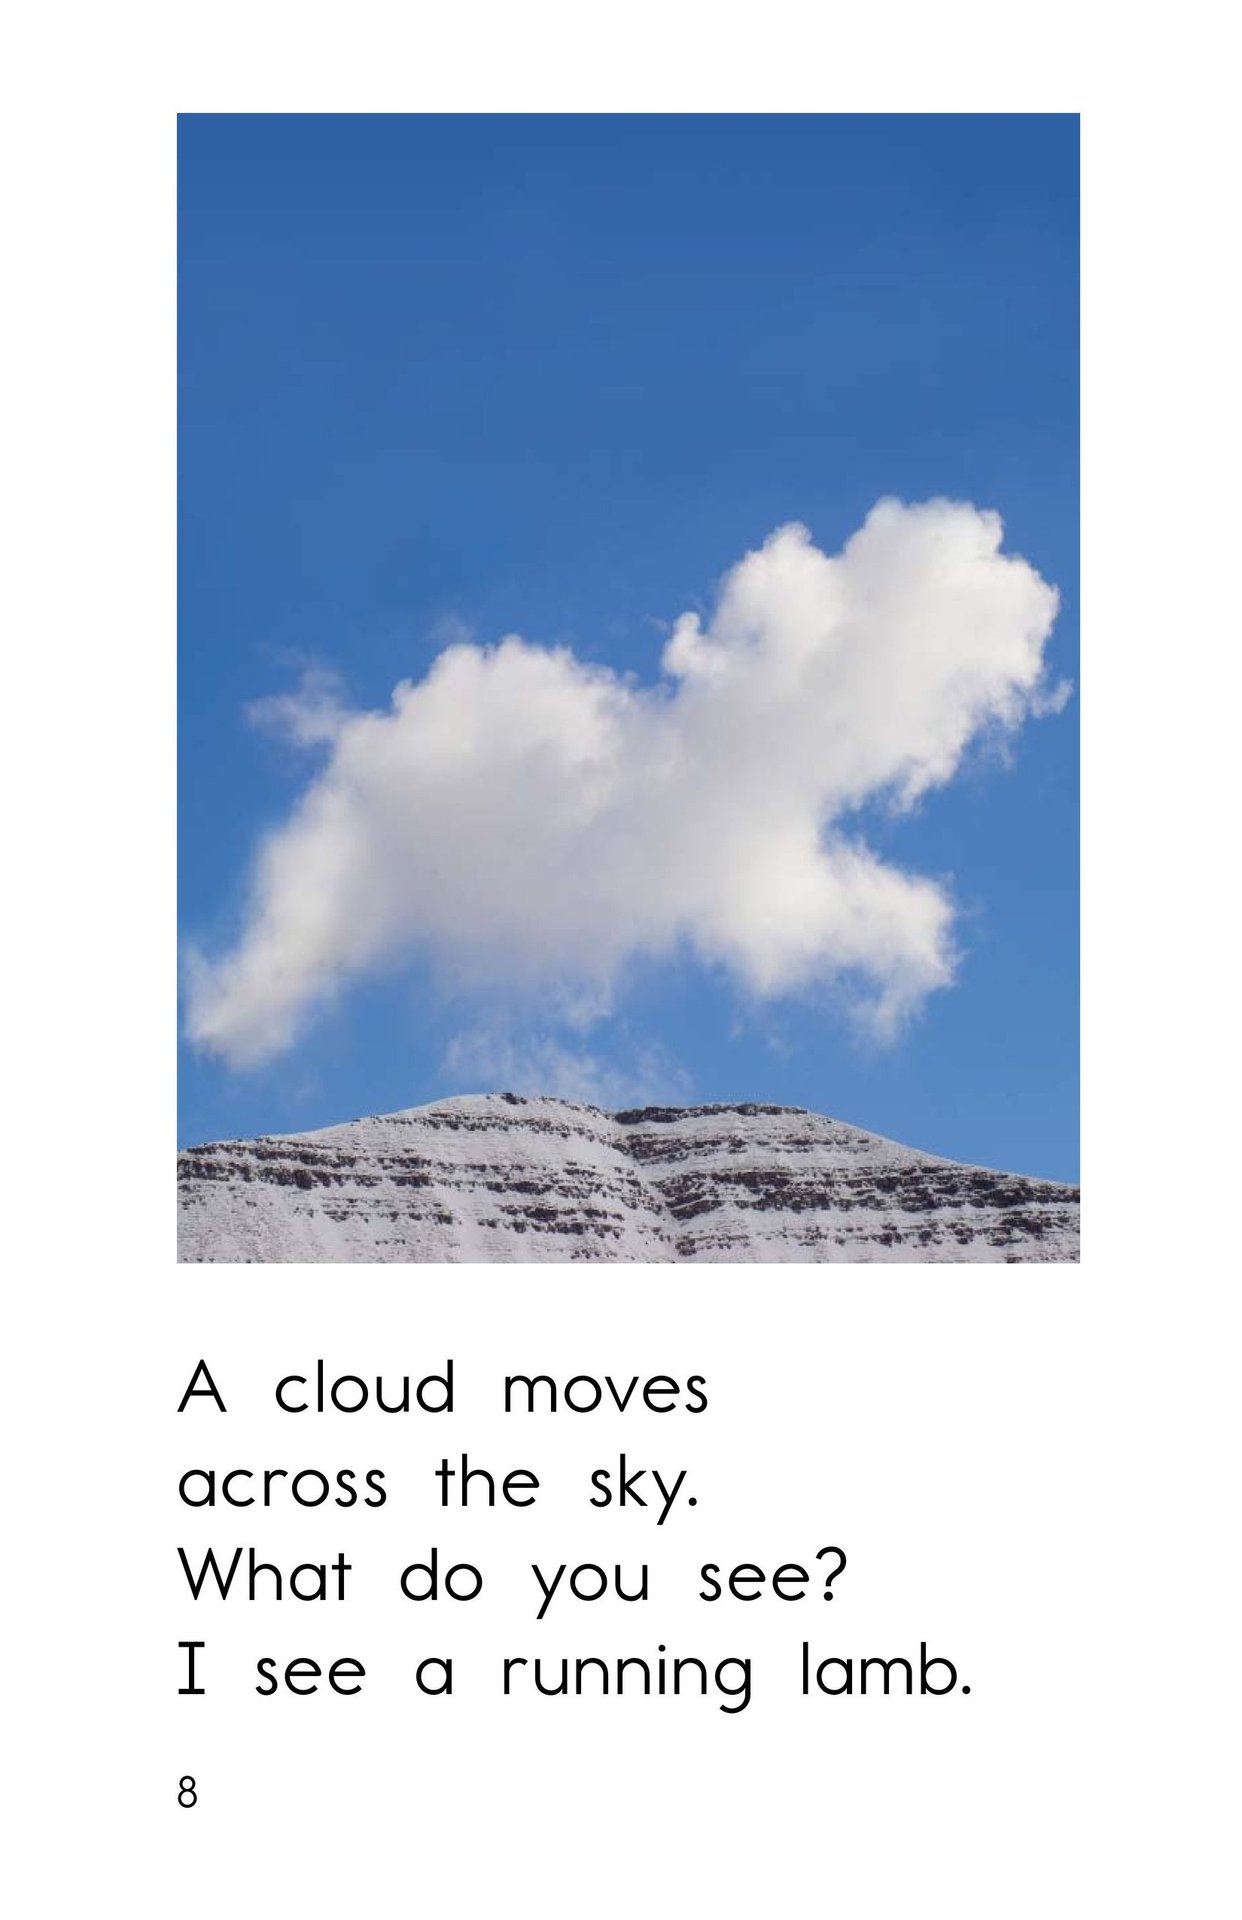 A cloud moves
across the sky.
What do you see?
I see a running lamb.
8